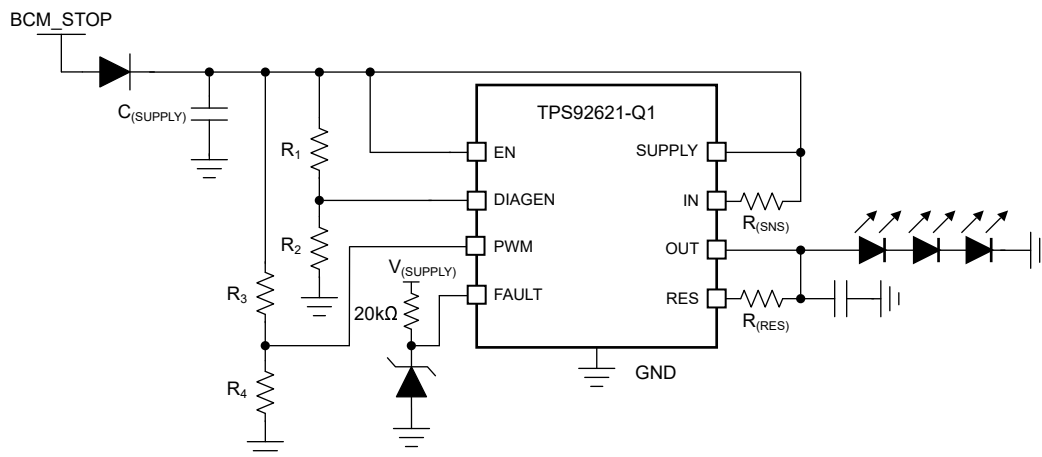 BCM_STOP
C(SUPPLY)
R1
R2
R3
R4
V(SUPPLY)
20kΩ
TPS92621-Q1
EN
DIAGEN
PWM
FAULT
SUPPLY
IN
OUT
RES
R(SNS)
R(RES)
GND